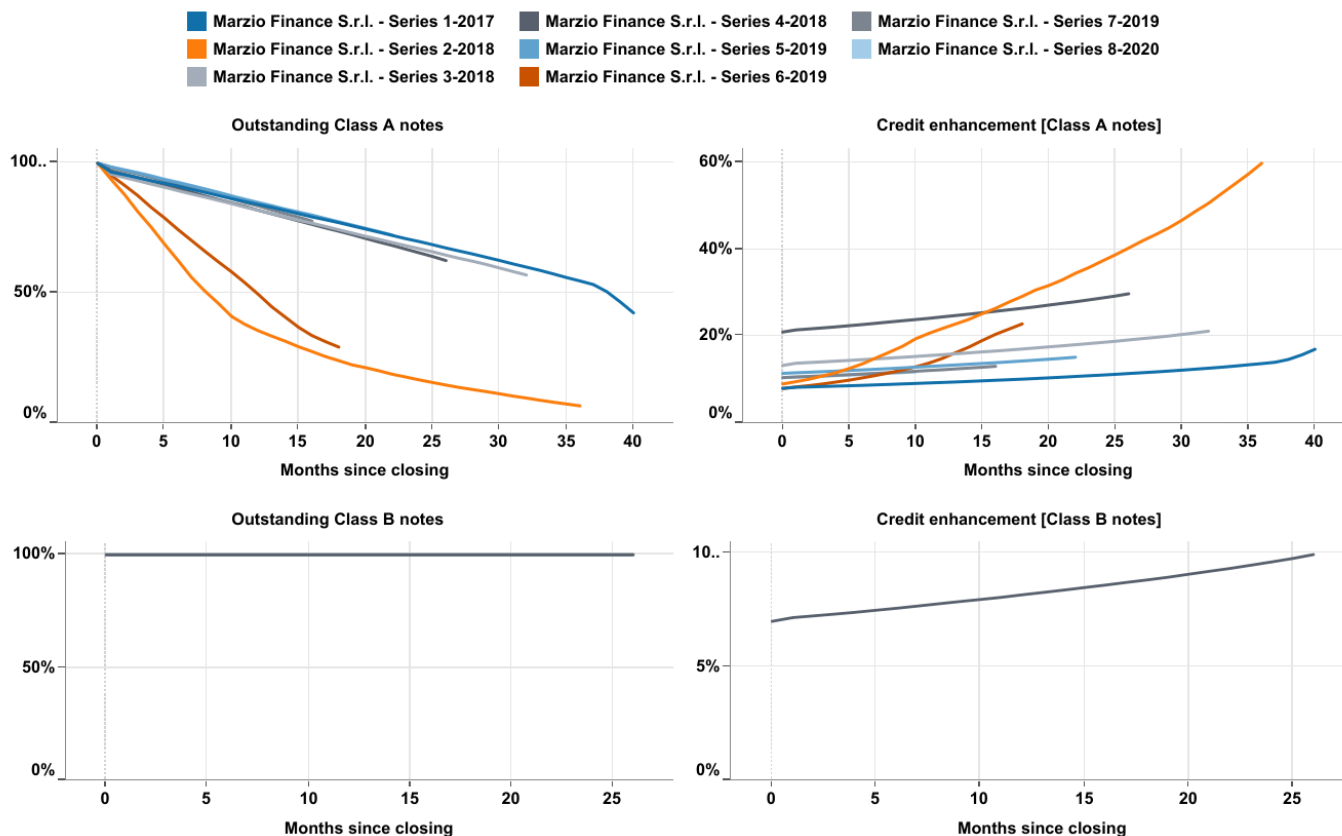 Marzio Finance S.r.l. - Series 1-2017 Marzio Finance S.r.l. - Series 4-2018 Marzio Finance S.r.l. - Series 7-2019
Marzio Finance S.r.l. - Series 2-2018 Marzio Finance S.r.l. - Series 5-2019 Marzio Finance S.r.l. - Series 8-2020
Marzio Finance S.r.l. - Series 3-2018 Marzio Finance S.r.l. - Series 6-2019
Outstanding Class A notes
100..
50%
0%
0 5 10 15 20 25 30 35 40
Months since closing
Credit enhancement [Class A notes]
60%
40%
20%
0%
0 5 10 15 20 25 30 35 40
Months since closing
Outstanding Class B notes
100%
50%
0%
0 5 10 15 20 25
Months since closing
Credit enhancement [Class B notes]
10..
5%
0%
0 5 10 15 20 25
Months since closing